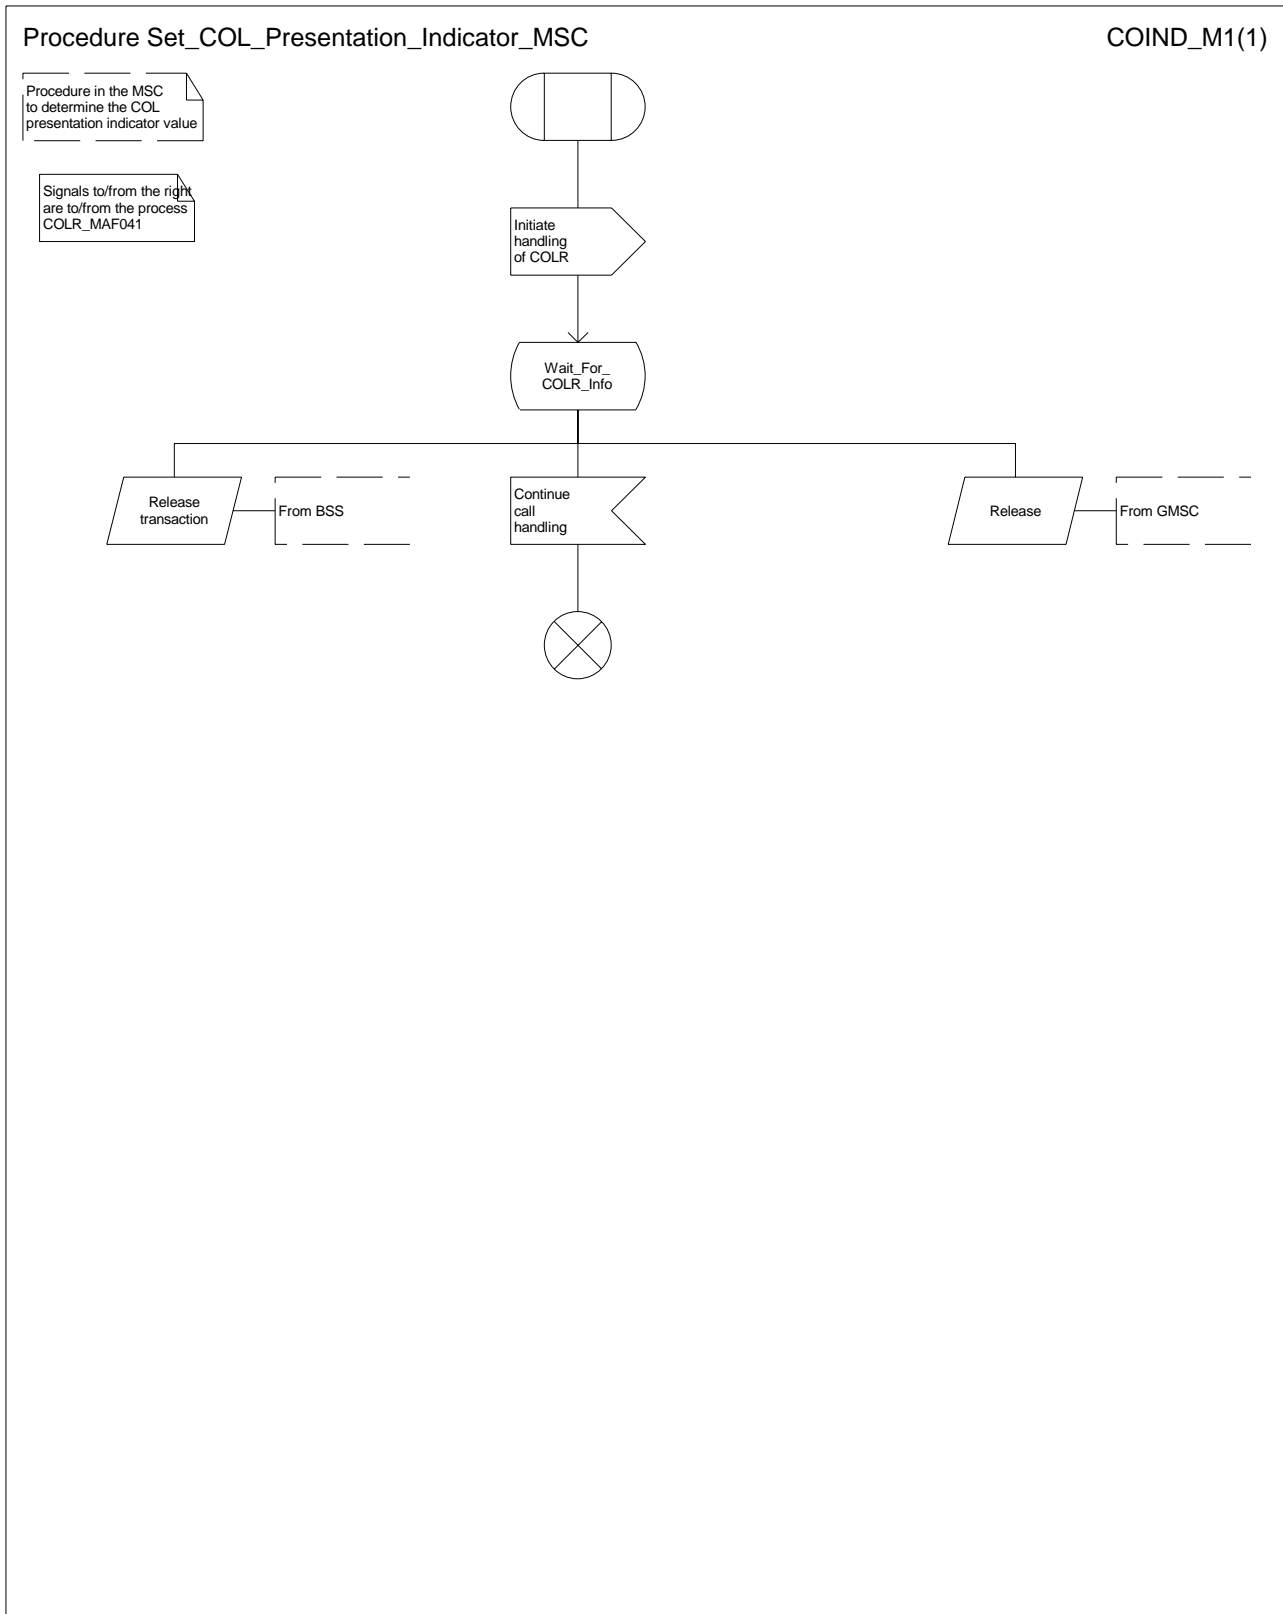 Procedure Set_COL_Presentation_Indicator_MSC
COIND_M1(1)
Procedure in the MSC
to determine the COL
presentation indicator value
Signals to/from the right
are to/from the process
COLR_MAF041
Initiate
handling
of COLR
Wait_For_
COLR_Info
Release
transaction
From BSS
Continue
call
handling
Release
From GMSC